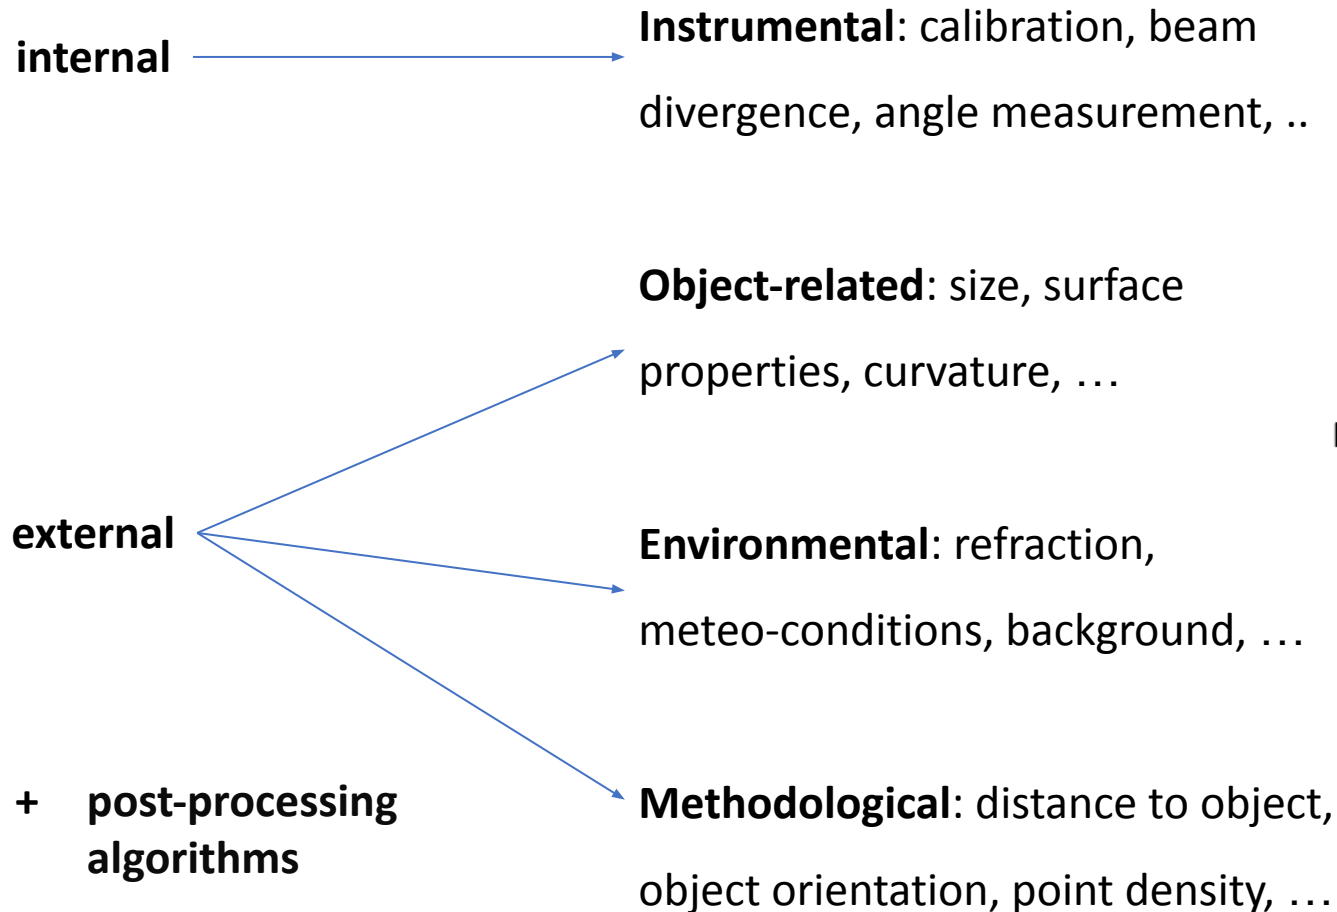 internal
Instrumental: calibration, beam
divergence, angle measurement, ..
Object-related: size, surface
properties, curvature, …
external
Environmental: refraction,
meteo-conditions, background, …
+ post-processing
algorithms
Methodological: distance to object,
object orientation, point density, …